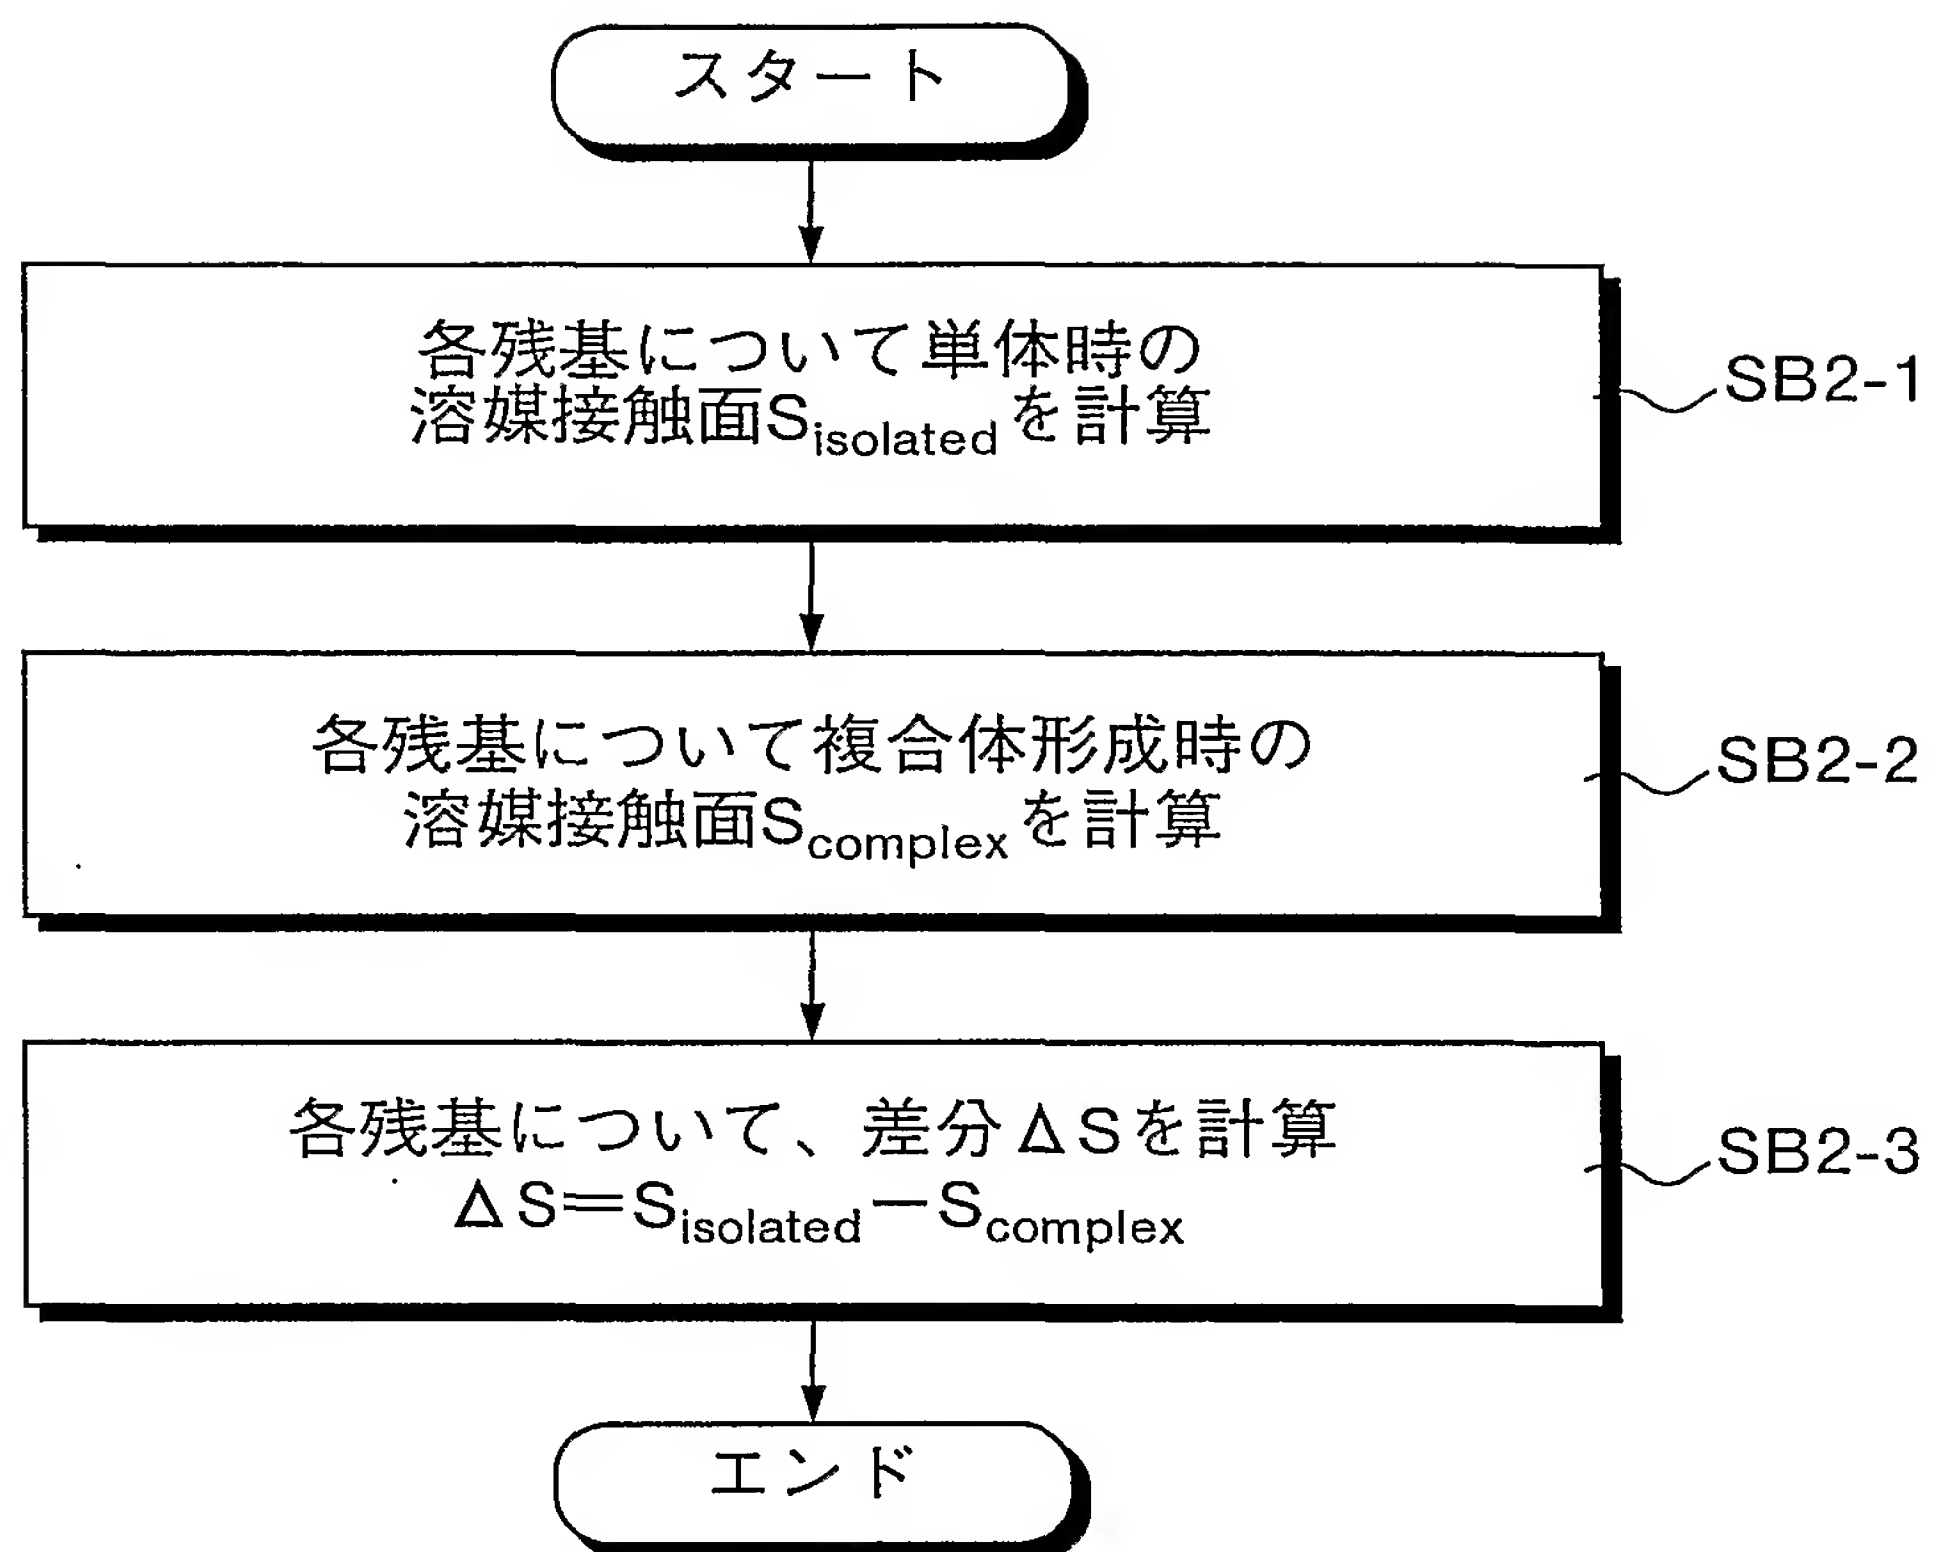 スタート
各残基について単体時の
溶媒接触面Sisolatedを計算
SB2-1
各残基について複合体形成時の
溶媒接触面Scomplexを計算
SB2-2
各残基について、差分ΔSを計算
ΔS=Sisolated−Scomplex
SB2-3
エンド